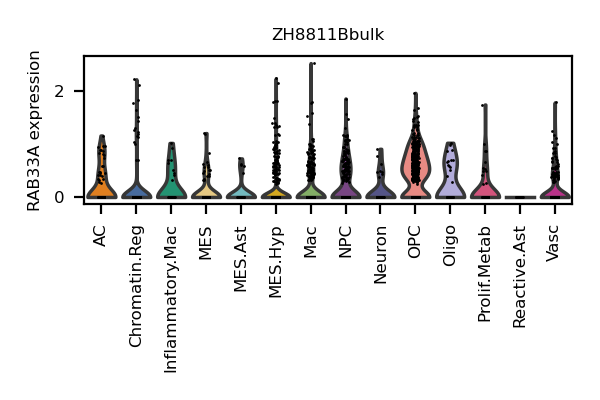 ZH8811Bbulk
RAB33A expression
2
0
AC
Chromatin.Reg
Inflammatory.Mac
MES
MES.Ast
MES.Hyp
Mac
NPC
Neuron
OPC
Oligo
Prolif.Metab
Reactive.Ast
Vasc